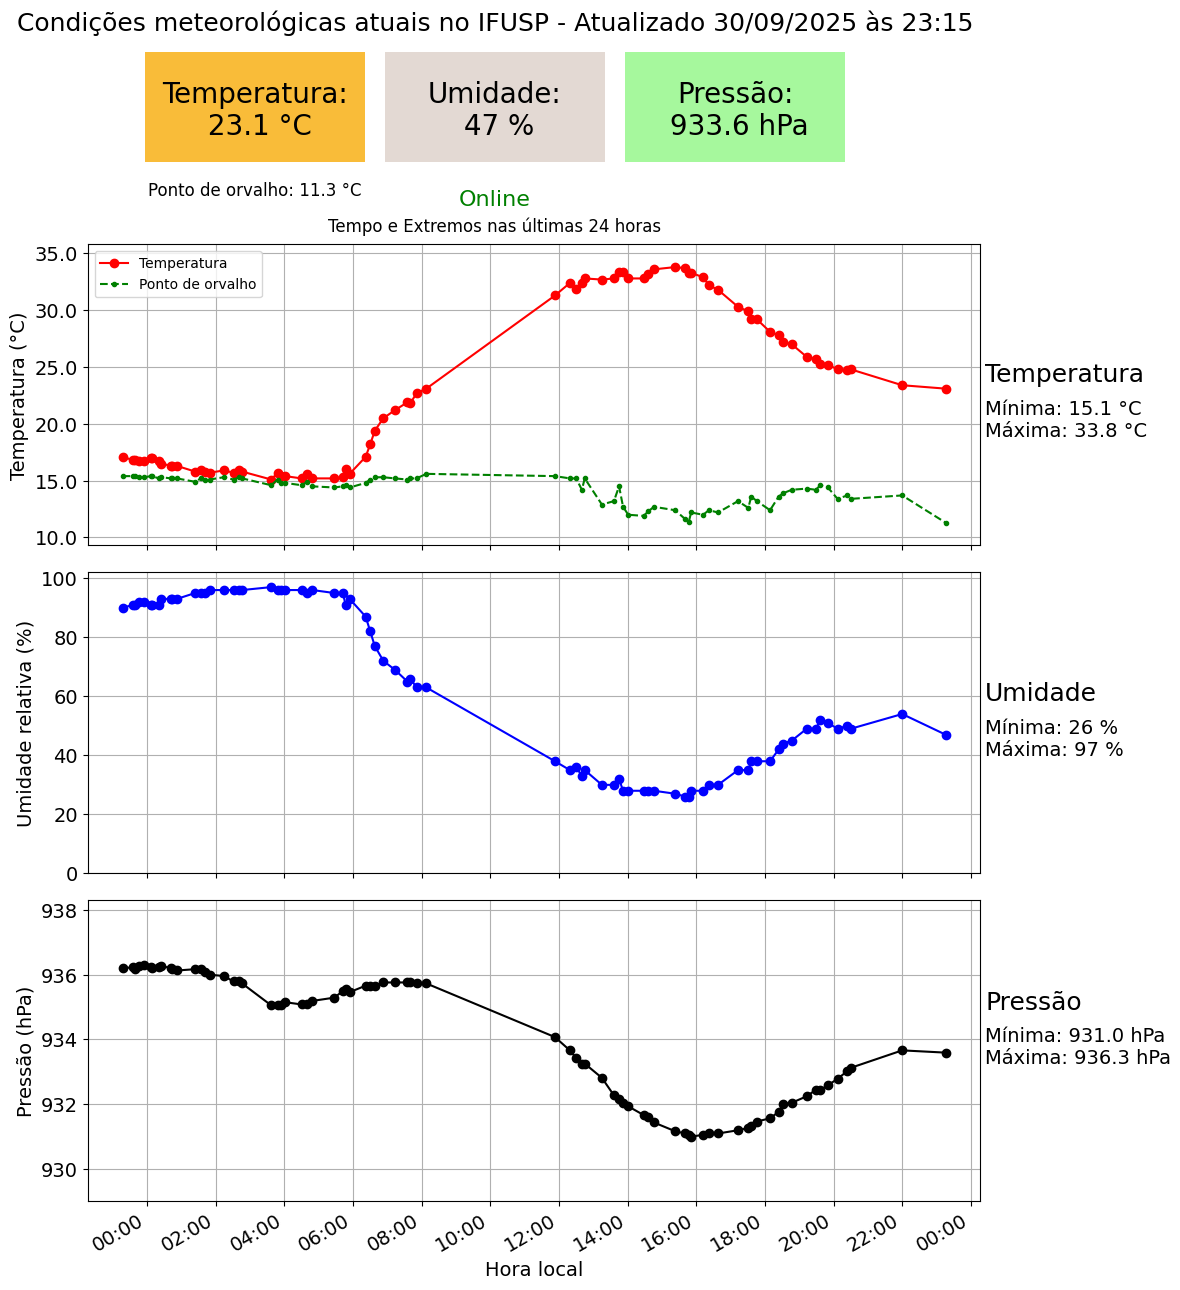 Condições meteorológicas atuais no IFUSP - Atualizado 30/09/2025 às 23:15
Temperatura:
23.1 °C
Umidade:
47 %
Pressão:
933.6 hPa
Ponto de orvalho: 11.3 °C
Online
Tempo e Extremos nas últimas 24 horas
Temperatura (°C)
35.0
30.0
25.0
20.0
15.0
10.0
Temperatura
Ponto de orvalho
Temperatura
Mínima: 15.1 °C
Máxima: 33.8 °C
Umidade relativa (%)
100
80
60
40
20
0
Umidade
Mínima: 26 %
Máxima: 97 %
Pressão (hPa)
938
936
934
932
930
Pressão
Mínima: 931.0 hPa
Máxima: 936.3 hPa
00:00
02:00
04:00
06:00
08:00
10:00
12:00
14:00
16:00
18:00
20:00
22:00
00:00
Hora local